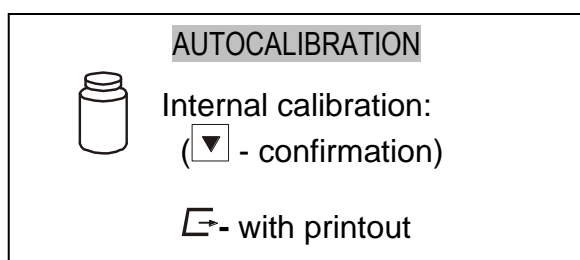 AUTOCALIBRATION
Internal calibration:
(▼ - confirmation)
- with printout